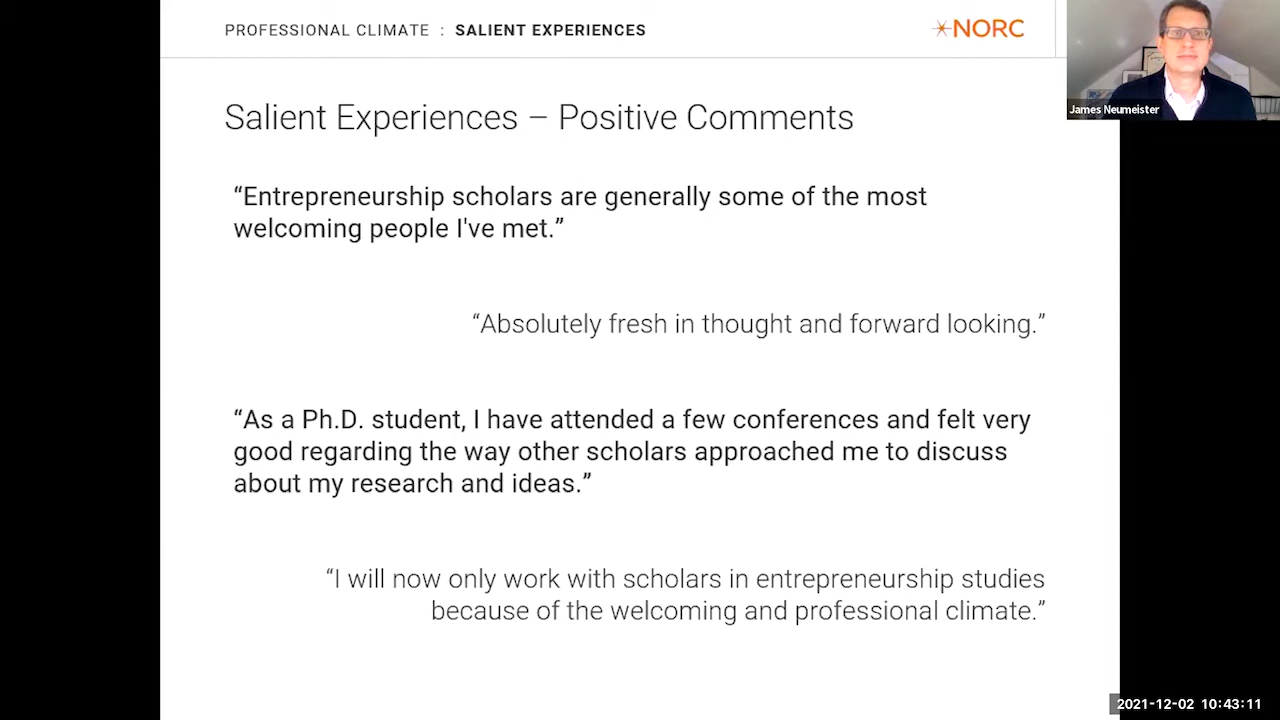 PROFESSIONAL CLIMATE : SALIENT EXPERIENCES
NORC
James Neumeister
Salient Experiences – Positive Comments
“Entrepreneurship scholars are generally some of the most
welcoming people I've met.”
“Absolutely fresh in thought and forward looking.”
“As a Ph.D. student, I have attended a few conferences and felt very
good regarding the way other scholars approached me to discuss
about my research and ideas.”
“I will now only work with scholars in entrepreneurship studies
because of the welcoming and professional climate.”
2021-12-02 10:43:11